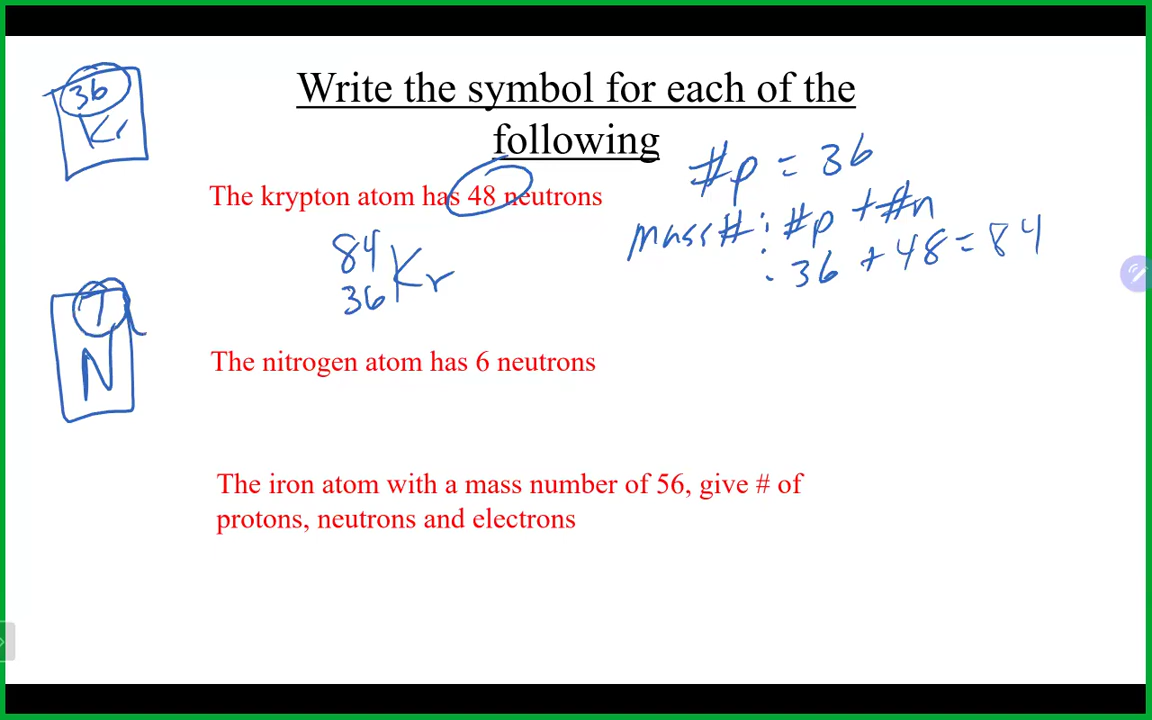 36
Kr
Write the symbol for each of the
following
#p = 36
The krypton atom has 48 neutrons
mass# : #p + #n
: 36 + 48 = 84
84
36 Kr
7
N
The nitrogen atom has 6 neutrons
The iron atom with a mass number of 56, give # of
protons, neutrons and electrons